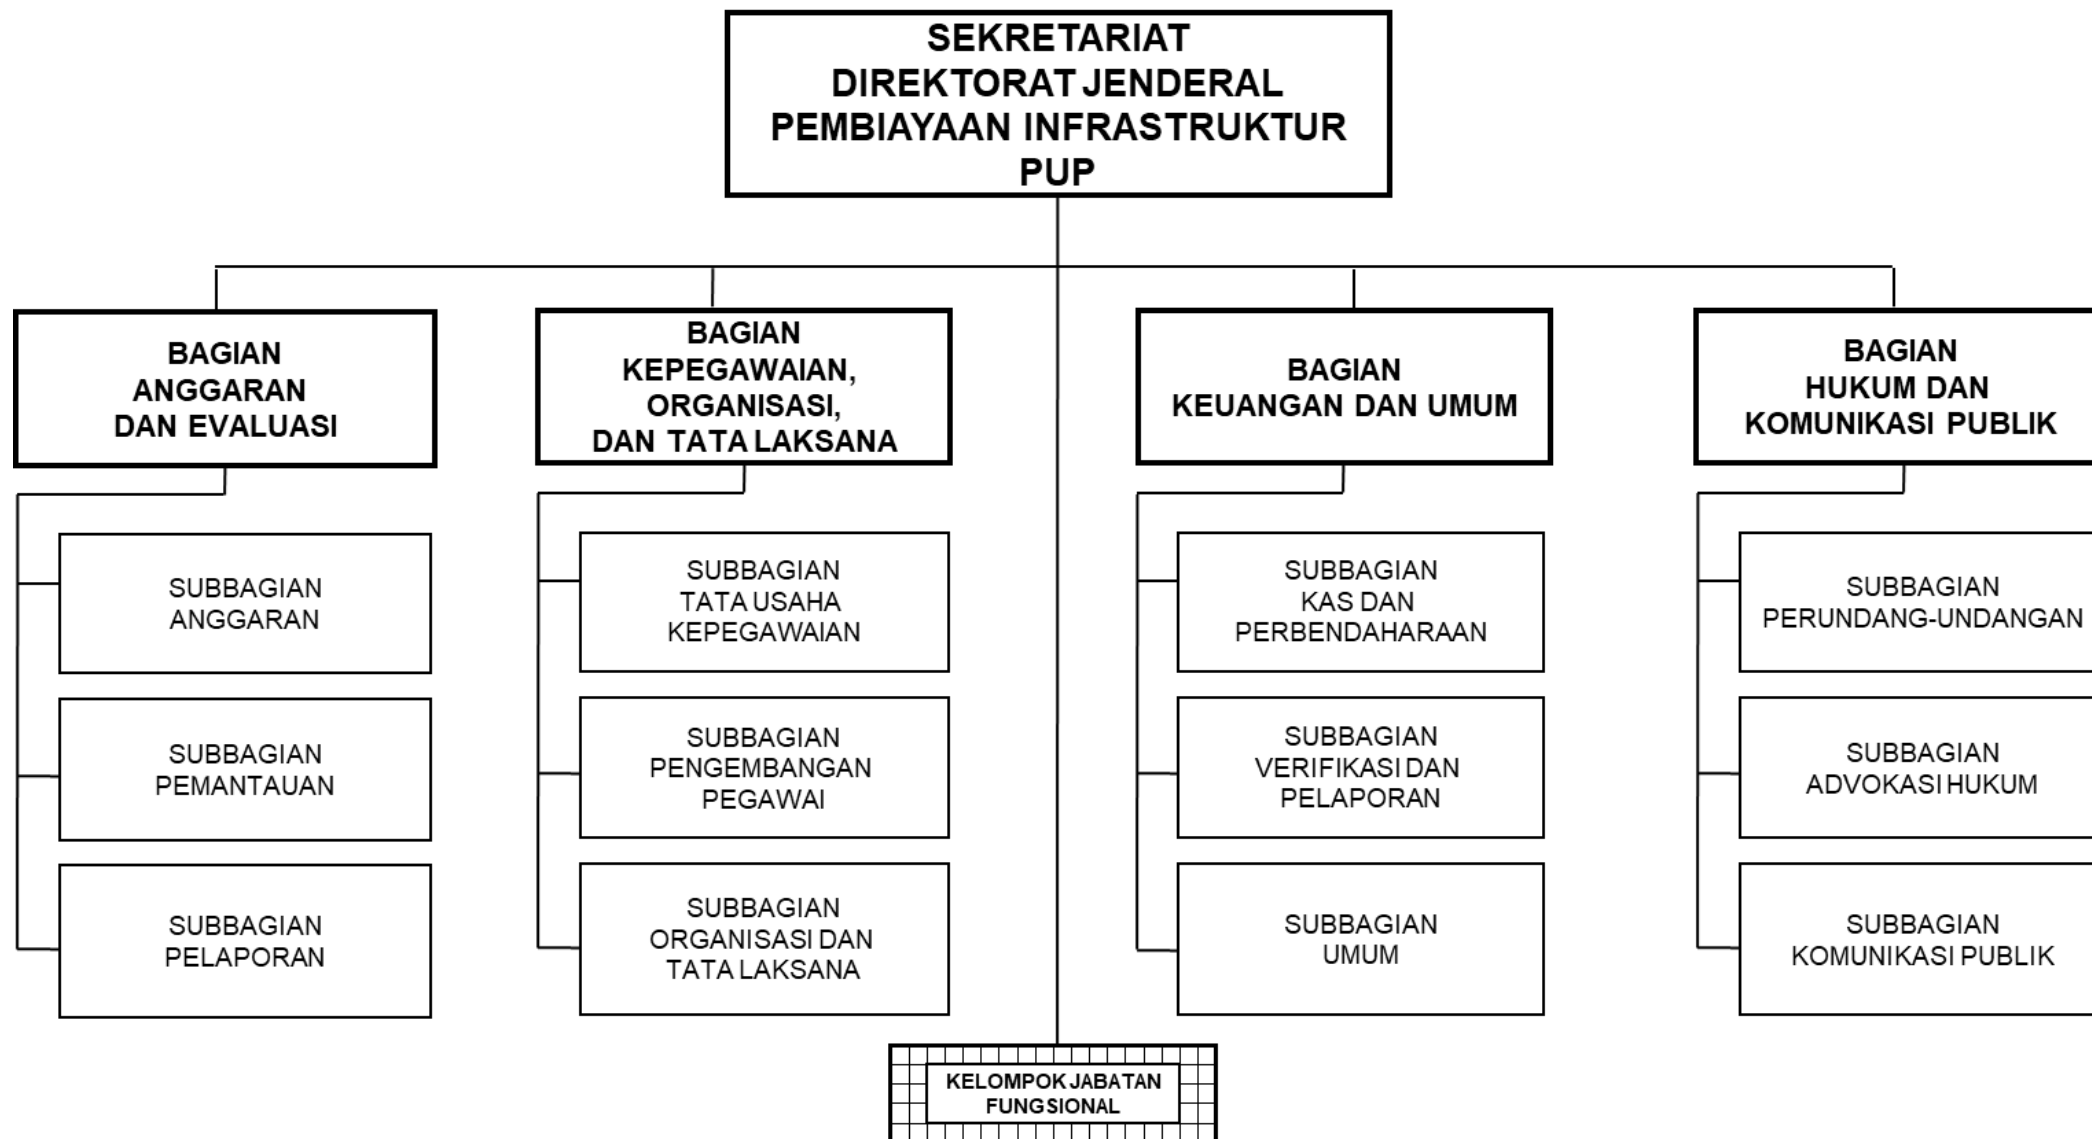 SEKRETARIAT
DIREKTORAT JENDERAL
PEMBIAYAAN INFRASTRUKTUR
PUP
BAGIAN
ANGGARAN
DAN EVALUASI
BAGIAN
KEPEGAWAIAN,
ORGANISASI,
DAN TATA LAKSANA
BAGIAN
KEUANGAN DAN UMUM
BAGIAN
HUKUM DAN
KOMUNIKASI PUBLIK
SUBBAGIAN
ANGGARAN
SUBBAGIAN
TATA USAHA
KEPEGAWAIAN
SUBBAGIAN
KAS DAN
PERBENDAHARAAN
SUBBAGIAN
PERUNDANG-UNDANGAN
SUBBAGIAN
PEMANTAUAN
SUBBAGIAN
PENGEMBANGAN
PEGAWAI
SUBBAGIAN
VERIFIKASI DAN
PELAPORAN
SUBBAGIAN
ADVOKASI HUKUM
SUBBAGIAN
PELAPORAN
SUBBAGIAN
ORGANISASI DAN
TATA LAKSANA
SUBBAGIAN
UMUM
SUBBAGIAN
KOMUNIKASI PUBLIK
KELOMPOK JABATAN
FUNGSIONAL